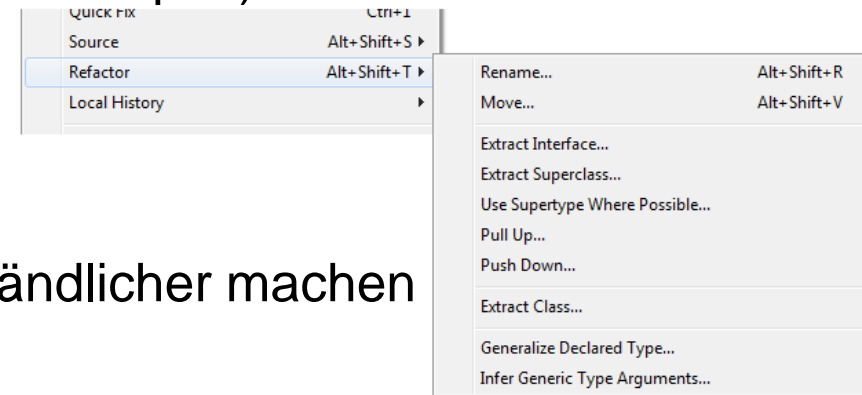 Quick Fix Ctrl+1
Source Alt+Shift+S
Refactor Alt+Shift+T
Local History
Rename... Alt+Shift+R
Move... Alt+Shift+V
Extract Interface...
Extract Superclass...
Use Supertype Where Possible...
Pull Up...
Push Down...
Extract Class...
Generalize Declared Type...
Infer Generic Type Arguments...
ändlicher machen